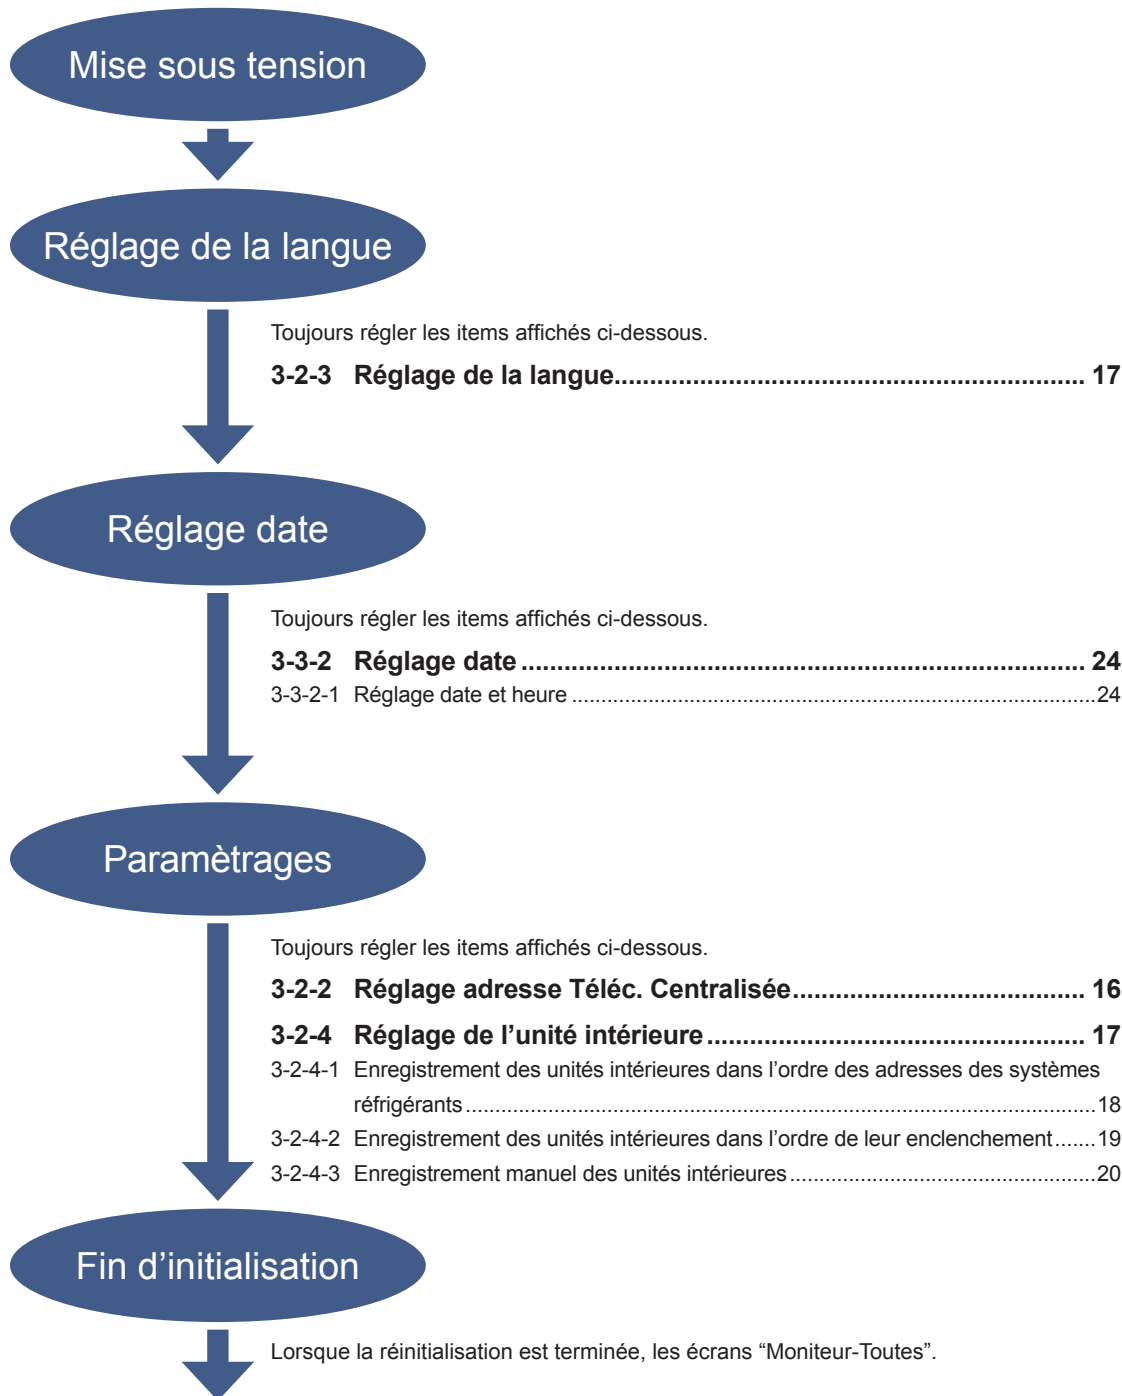 Mise sous tension
Réglage de la langue
Toujours régler les items affichés ci-dessous.
3-2-3 Réglage de la langue.................................................................. 17
Réglage date
Toujours régler les items affichés ci-dessous.
3-3-2 Réglage date ............................................................................... 24
3-3-2-1 Réglage date et heure ....................................................................................................24
Paramètrages
Toujours régler les items affichés ci-dessous.
3-2-2 Réglage adresse Téléc. Centralisée......................................... 16
3-2-4 Réglage de l’unité intérieure ..................................................... 17
3-2-4-1 Enregistrement des unités intérieures dans l’ordre des adresses des systèmes
réfrigérants ...........................................................................................................18
3-2-4-2 Enregistrement des unités intérieures dans l’ordre de leur enclenchement .......19
3-2-4-3 Enregistrement manuel des unités intérieures .....................................................20
Fin d’initialisation
Lorsque la réinitialisation est terminée, les écrans “Moniteur-Toutes”.